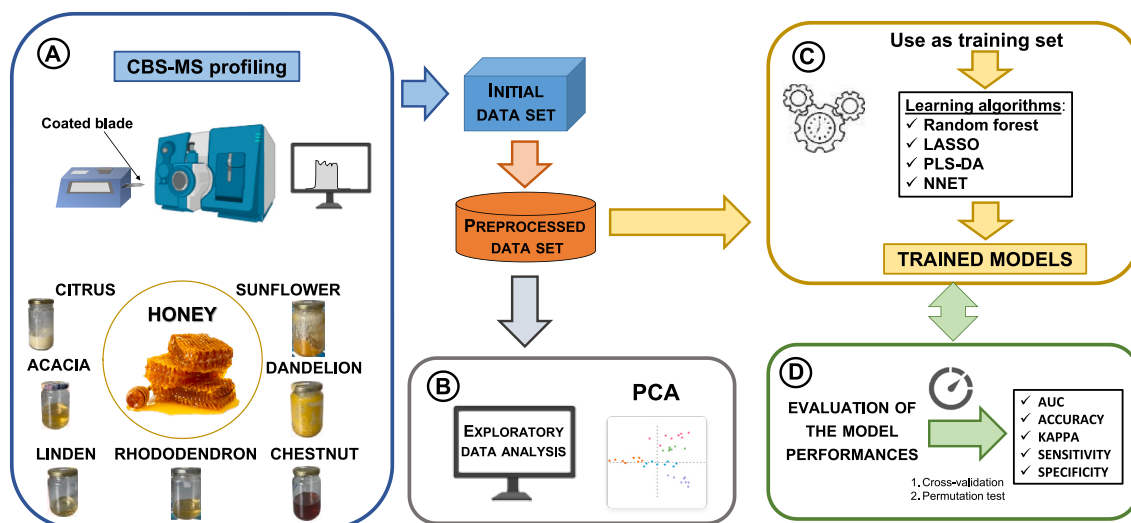 A
CBS-MS profiling
Coated blade
CITRUS
SUNFLOWER
HONEY
ACACIA
DANDELION
LINDEN
RHODODENDRON
CHESTNUT
INITIAL
DATA SET
PREPROCESSED
DATA SET
B
EXPLORATORY
DATA ANALYSIS
PCA
C
Use as training set
Learning algorithms:
✓ Random forest
✓ LASSO
✓ PLS-DA
✓ NNET
TRAINED MODELS
D
EVALUATION OF
THE MODEL
PERFORMANCES
1. Cross-validation
2. Permutation test
✓ AUC
✓ ACCURACY
✓ KAPPA
✓ SENSITIVITY
✓ SPECIFICITY